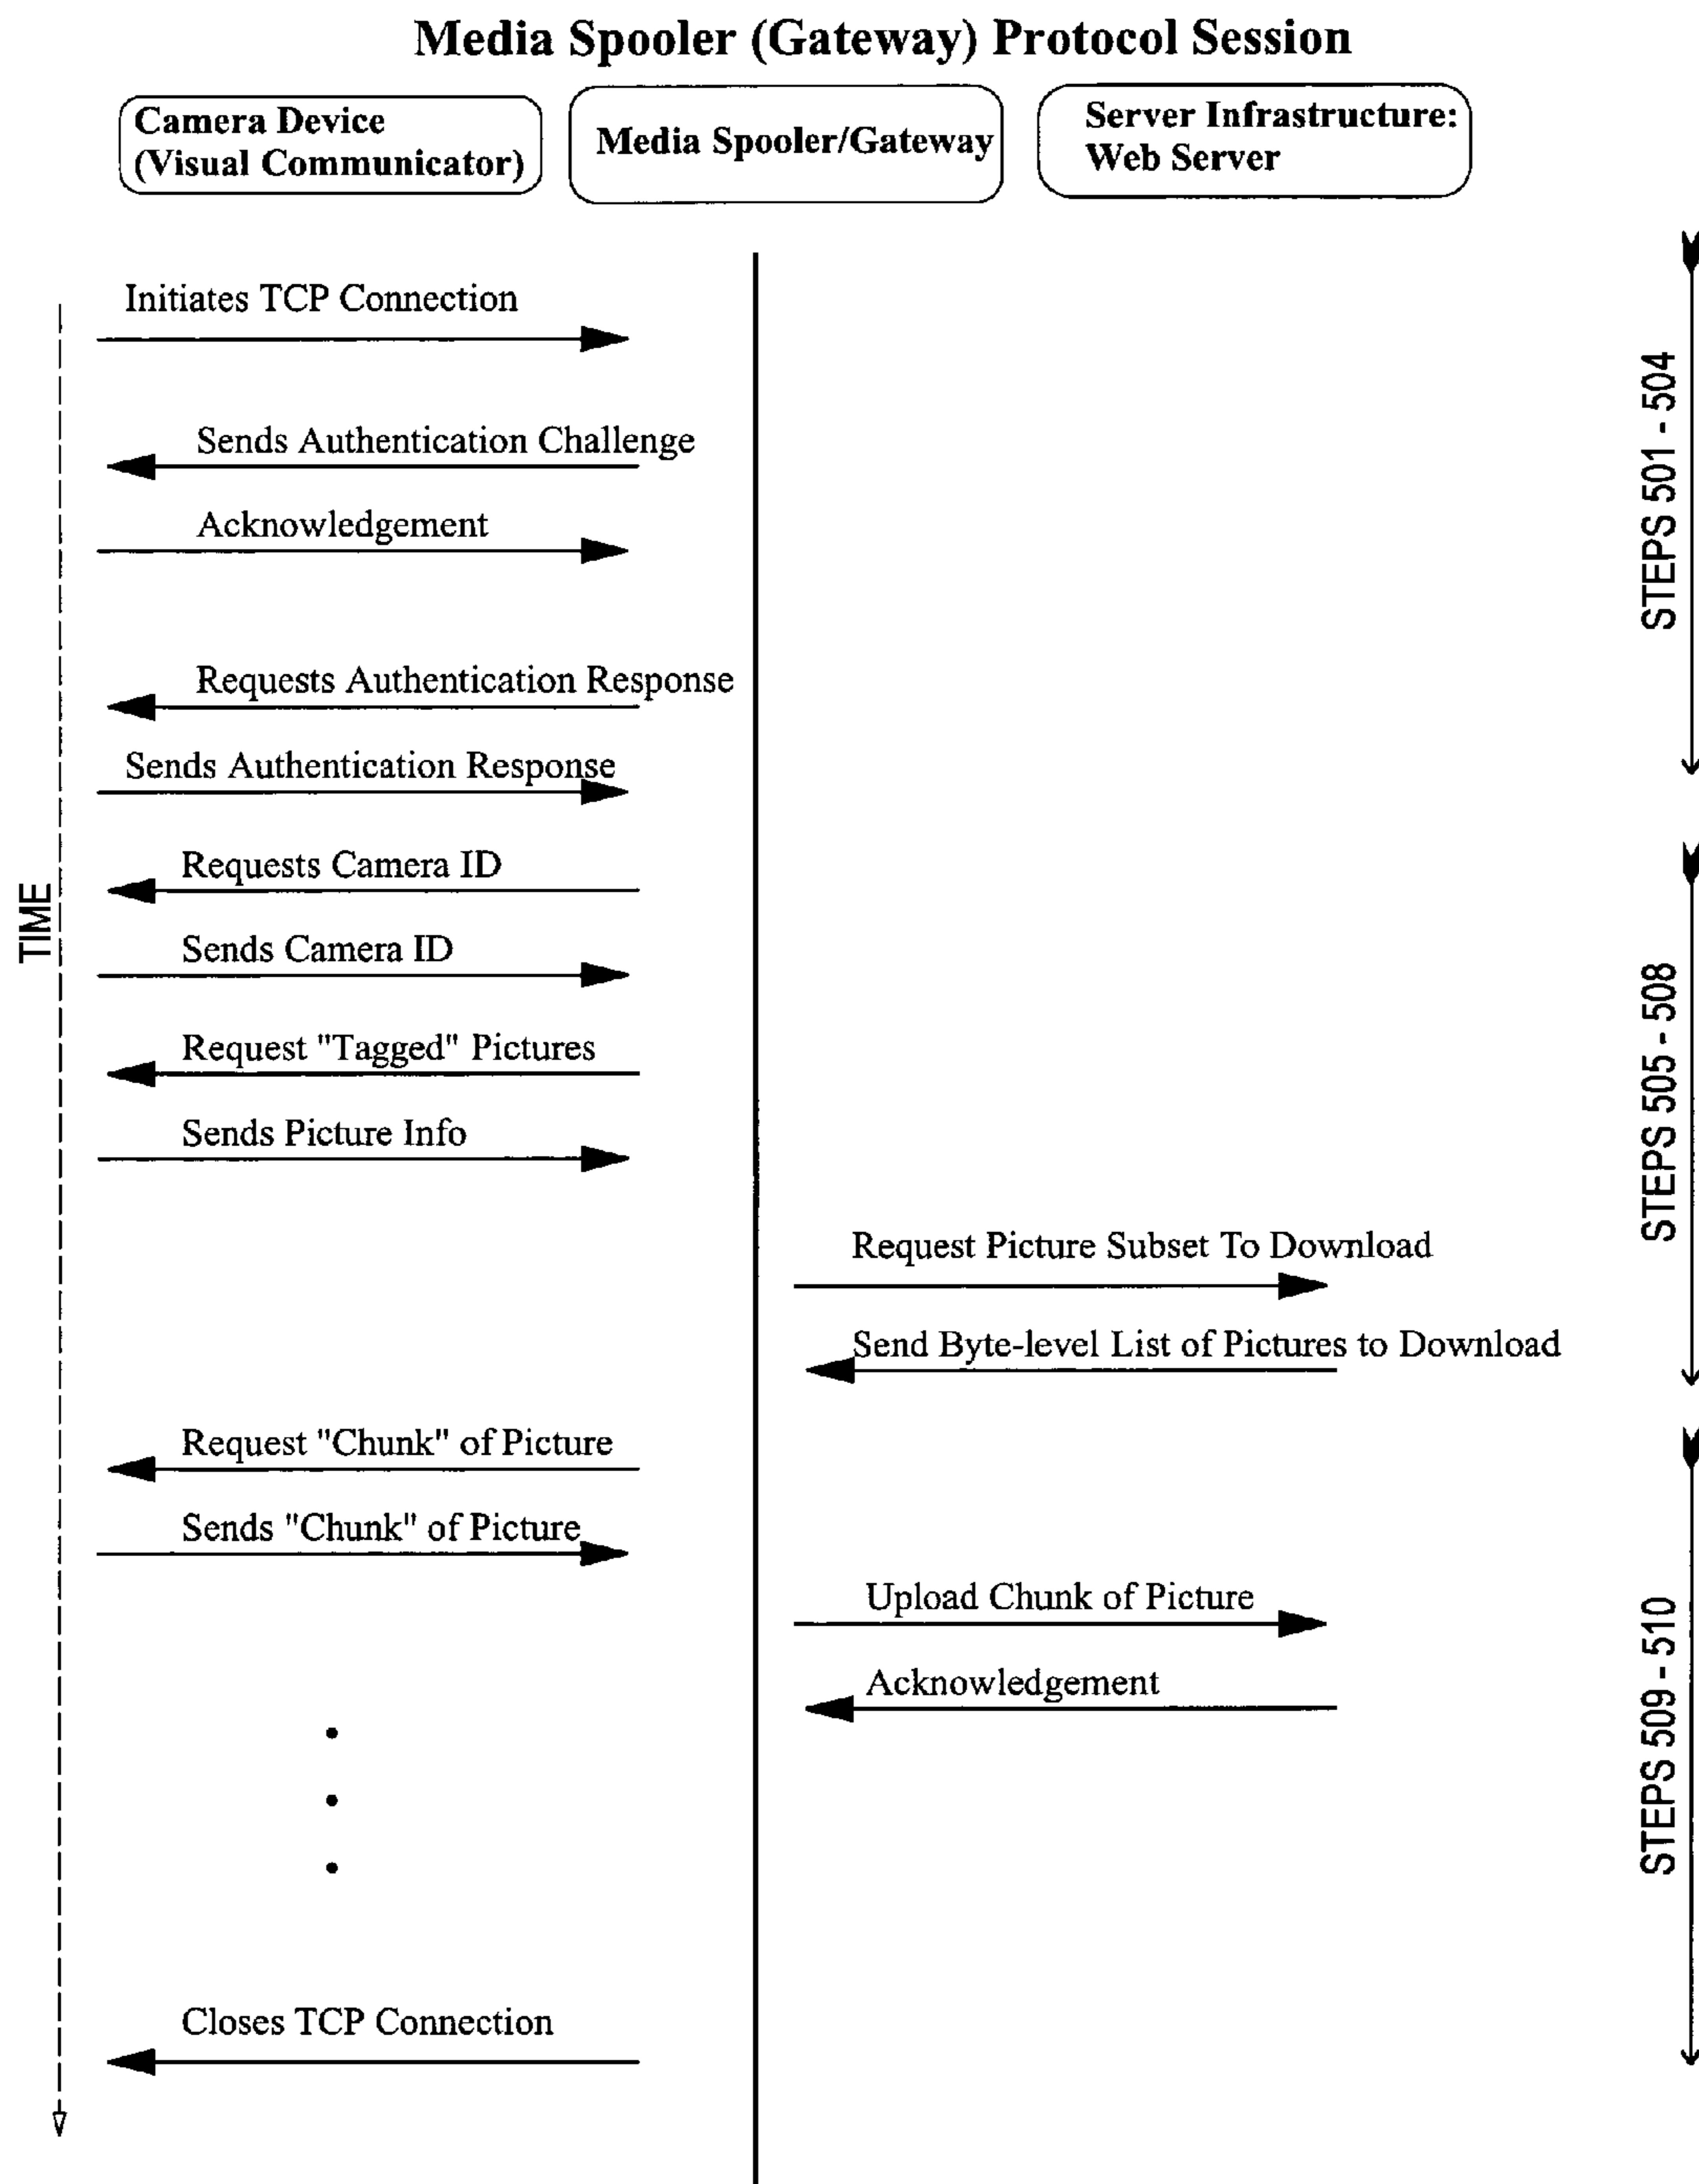 Media Spooler (Gateway) Protocol Session
Camera Device
(Visual Communicator)
Media Spooler/Gateway
Server Infrastructure:
Web Server
Initiates TCP Connection
Sends Authentication Challenge
Acknowledgement
Requests Authentication Response
Sends Authentication Response
Requests Camera ID
Sends Camera ID
Request "Tagged" Pictures
Sends Picture Info
Request Picture Subset To Download
Send Byte-level List of Pictures to Download
Request "Chunk" of Picture
Sends "Chunk" of Picture
Upload Chunk of Picture
Acknowledgement
Closes TCP Connection
TIME
STEPS 501 - 504
STEPS 505 - 508
STEPS 509 - 510